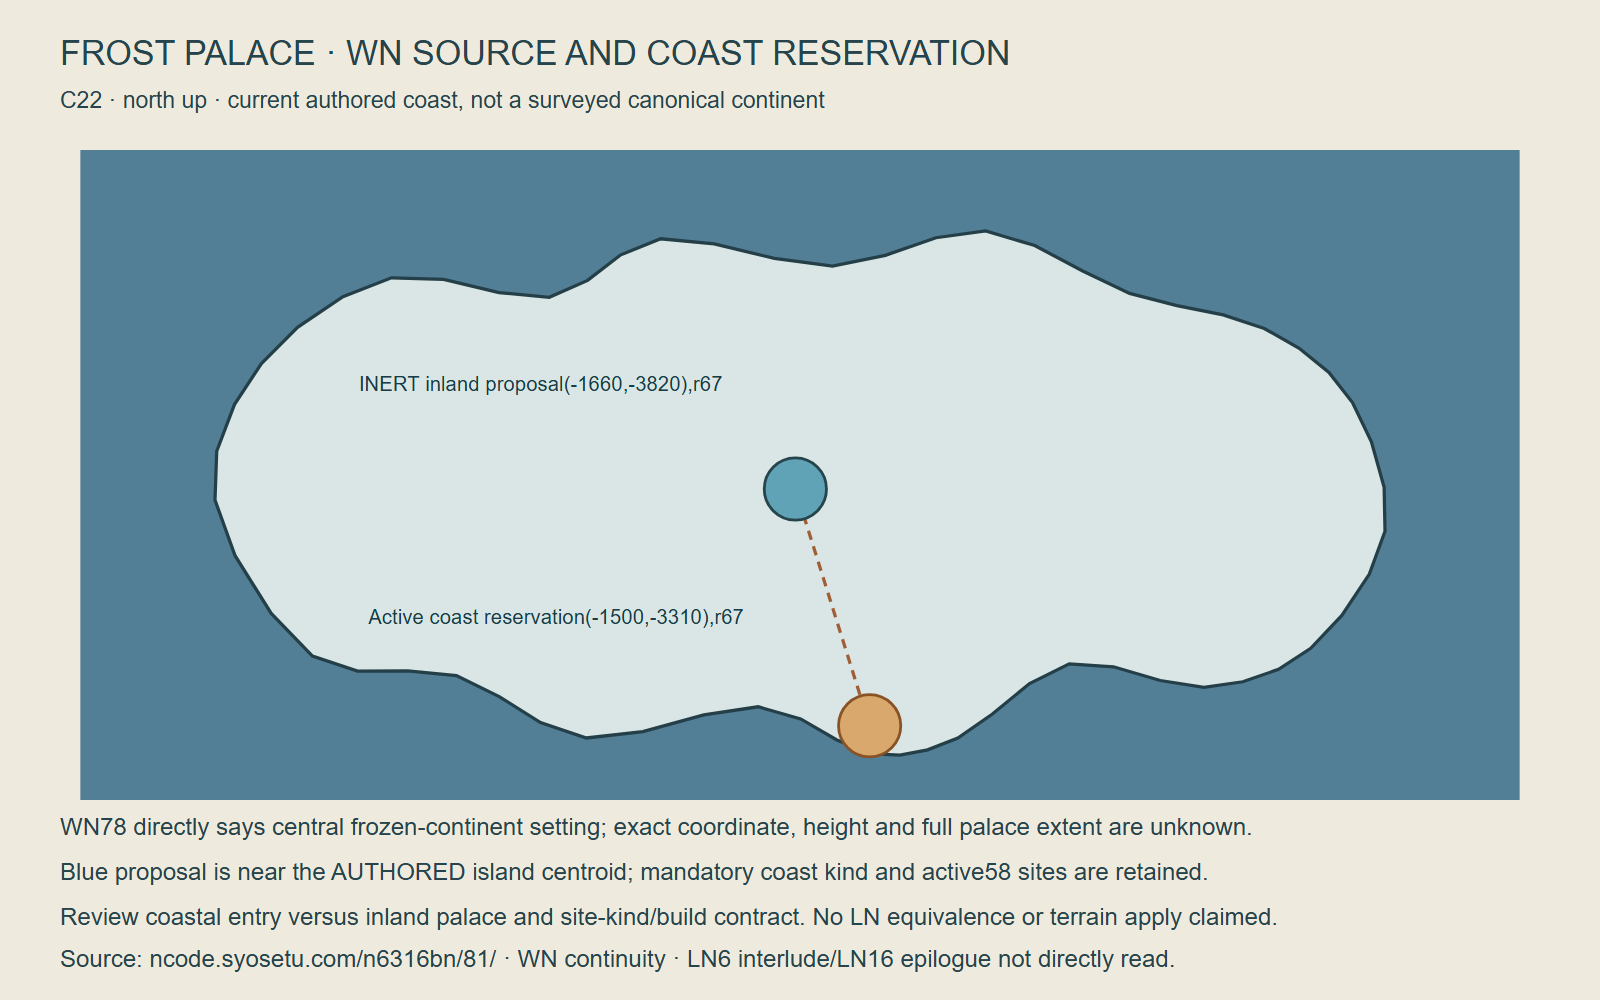 FROST PALACE · WN SOURCE AND COAST RESERVATION
C22 · north up · current authored coast, not a surveyed canonical continent
INERT inland proposal(-1660,-3820),r67
Active coast reservation(-1500,-3310),r67
WN78 directly says central frozen-continent setting; exact coordinate, height and full palace extent are unknown.
Blue proposal is near the AUTHORED island centroid; mandatory coast kind and active58 sites are retained.
Review coastal entry versus inland palace and site-kind/build contract. No LN equivalence or terrain apply claimed.
Source: ncode.syosetu.com/n6316bn/81/ · WN continuity · LN6 interlude/LN16 epilogue not directly read.